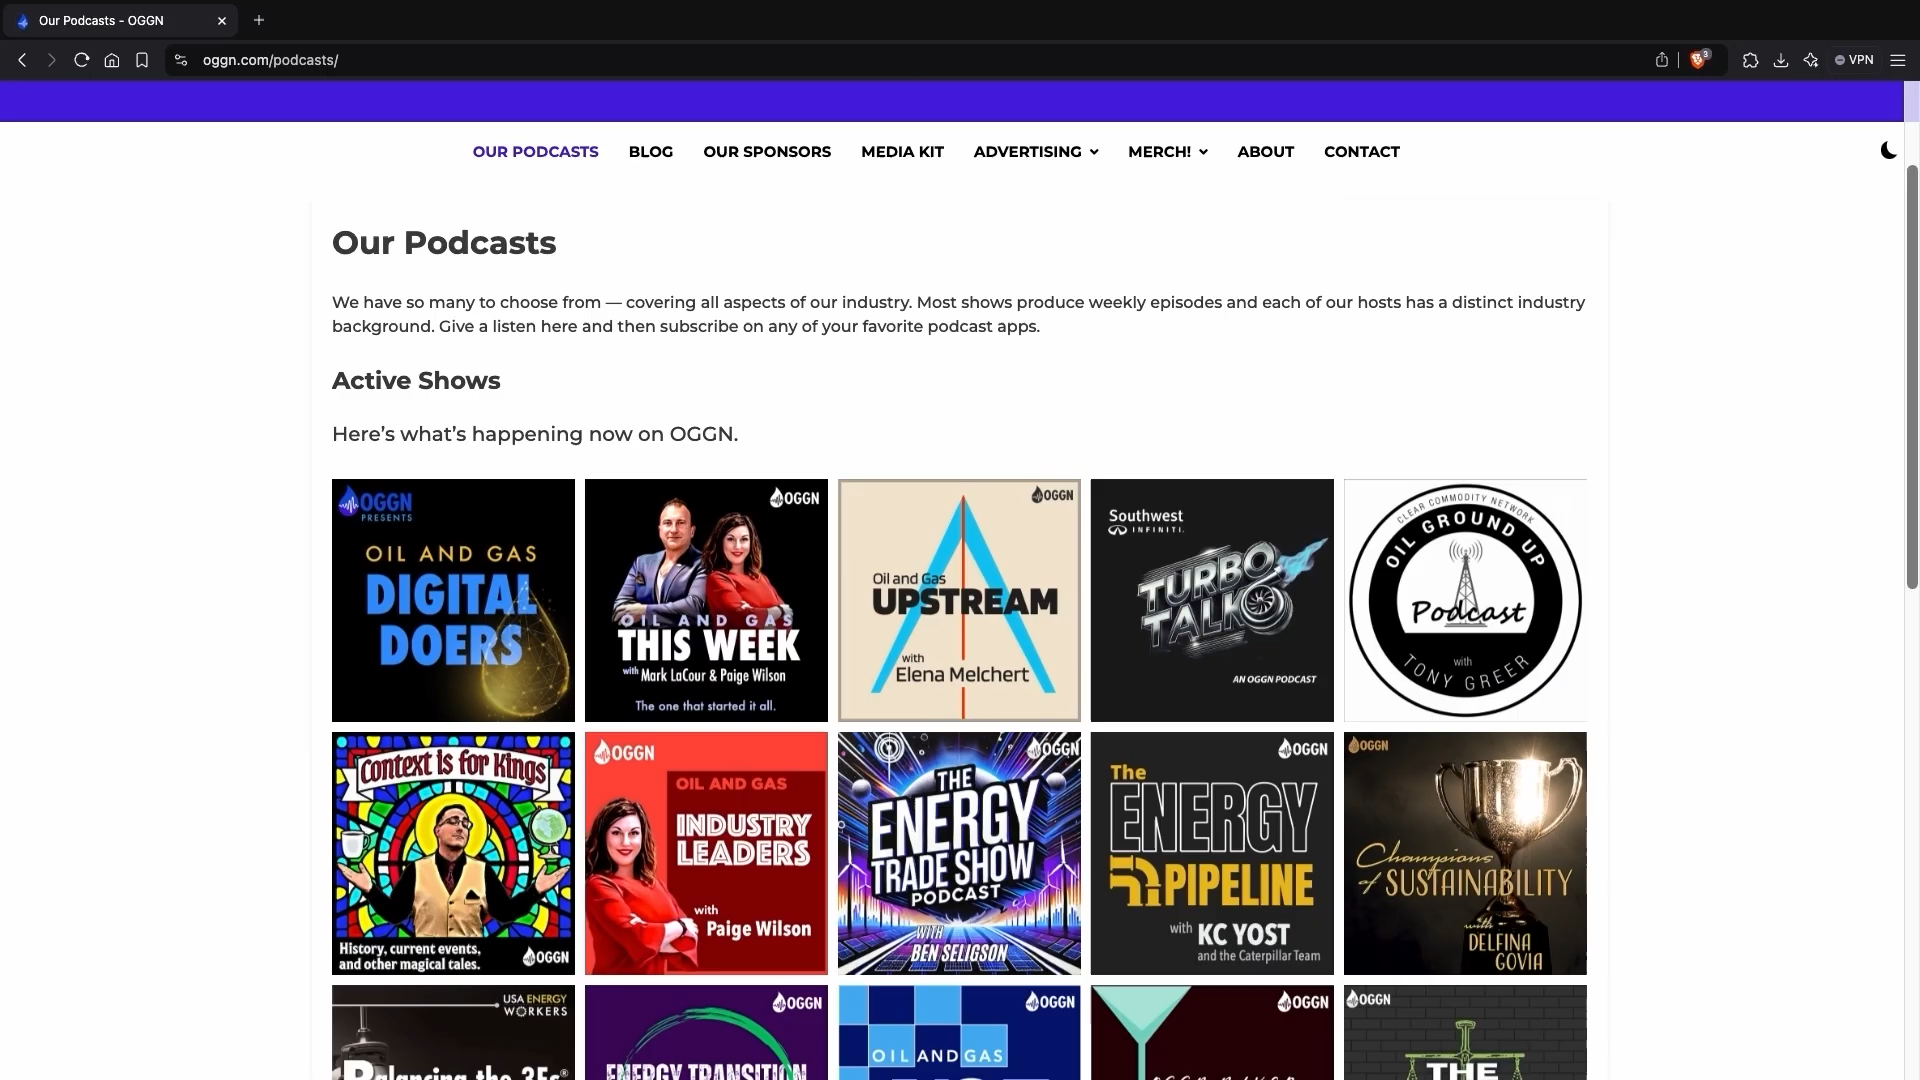 Our Podcasts - OGGN
oggn.com/podcasts/
3
VPN
OUR PODCASTS
BLOG
OUR SPONSORS
MEDIA KIT
ADVERTISING
MERCH!
ABOUT
CONTACT
Our Podcasts
We have so many to choose from — covering all aspects of our industry. Most shows produce weekly episodes and each of our hosts has a distinct industry
background. Give a listen here and then subscribe on any of your favorite podcast apps.
Active Shows
Here’s what’s happening now on OGGN.
OGGN
PRESENTS
OIL AND GAS
DIGITAL
DOERS
OGGN
OIL AND GAS
THIS WEEK
with Mark LaCour & Paige Wilson
The one that started it all.
OGGN
Oil and Gas
UPSTREAM
with
Elena Melchert
Southwest
INFINITI.
TURBO
TALK
AN OGGN PODCAST
CLEAR COMMODITY NETWORK
OIL GROUND UP
Podcast
with
TONY GREER
Context is for Kings
History, current events,
and other magical tales.
OGGN
OGGN
OIL AND GAS
INDUSTRY
LEADERS
with
Paige Wilson
OGGN
THE
ENERGY
TRADE SHOW
PODCAST
WITH
BEN SELIGSON
OGGN
The
ENERGY
PIPELINE
with KC YOST
and the Caterpillar Team
OGGN
Champions
of SUSTAINABILITY
with
DELFINA
GOVIA
USA ENERGY
WORKERS
Balancing the 3Es®
OGGN
ENERGY TRANSITION
OGGN
OIL AND GAS
OGGN
OGGN
THE